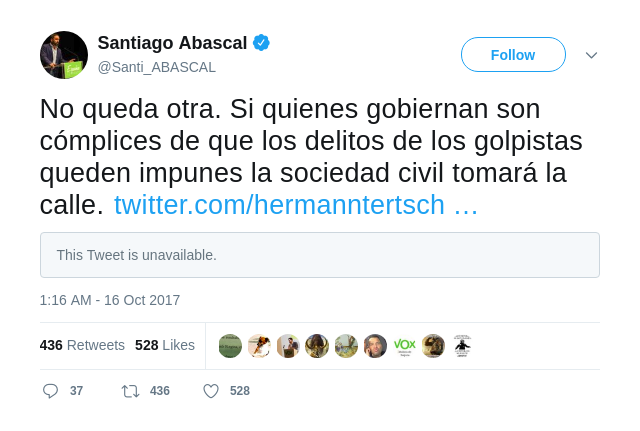 Santiago Abascal
@Santi_ABASCAL
Follow
No queda otra. Si quienes gobiernan son
cómplices de que los delitos de los golpistas
queden impunes la sociedad civil tomará la
calle. twitter.com/hermanntertsch …
This Tweet is unavailable.
1:16 AM - 16 Oct 2017
436 Retweets 528 Likes
VOX
37 436 528